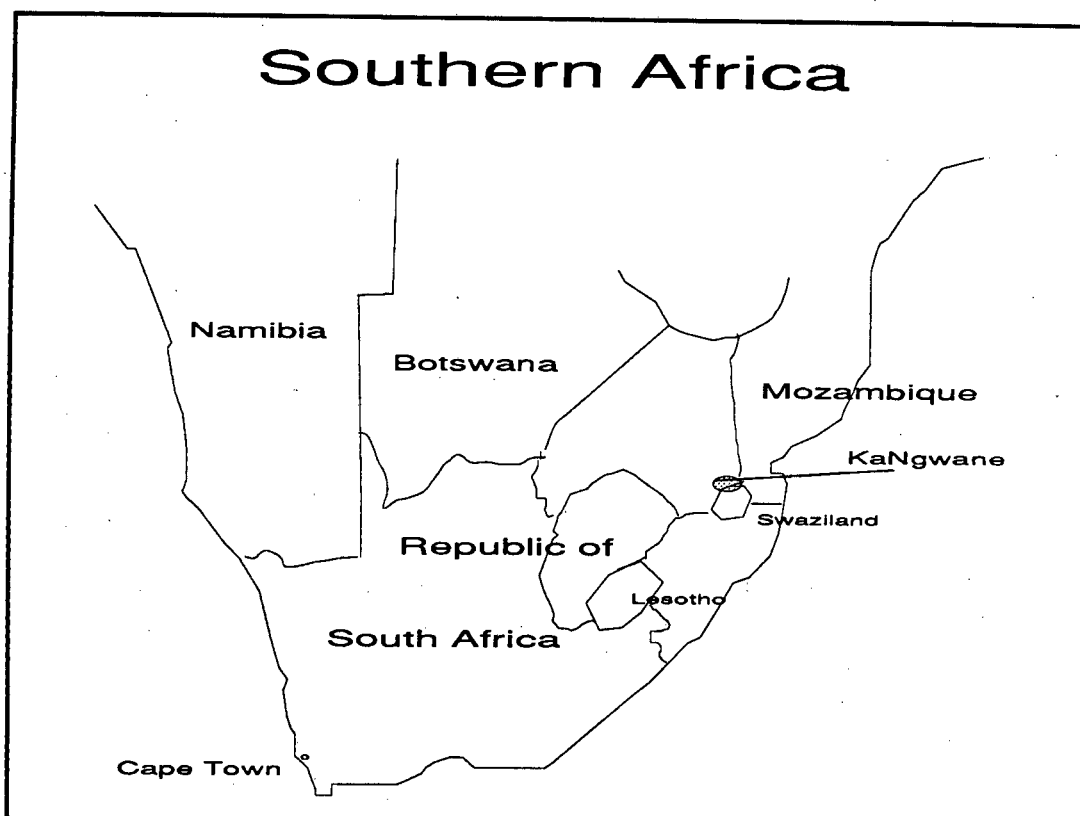 Southern Africa
Namibia
Botswana
Mozambique
KaNgwane
Swaziland
Republic of
Lesotho
South Africa
Cape Town